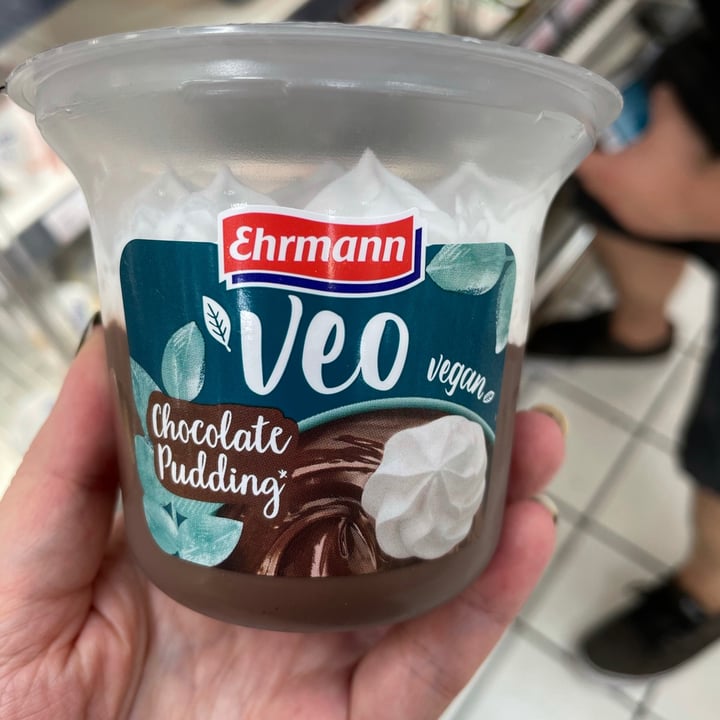 Ehrmann
veo
vegan
Chocolate
Pudding*